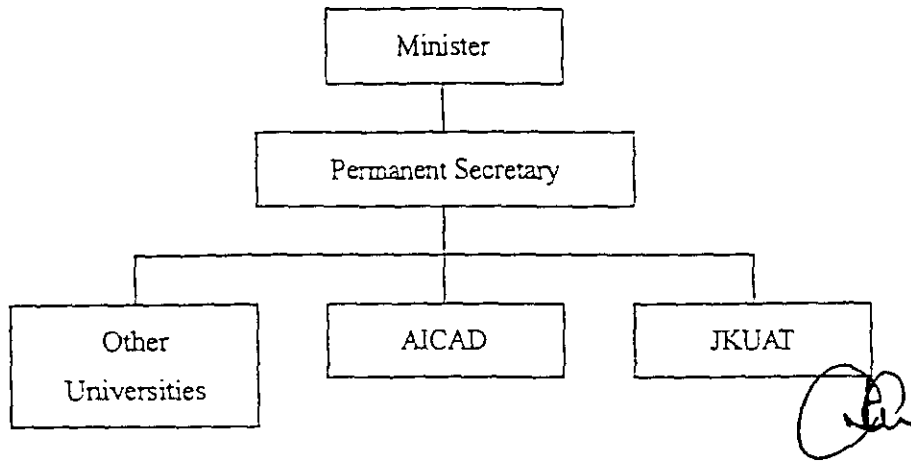 Minister
Permanent Secretary
Other
Universities
AICAD
JKUAT